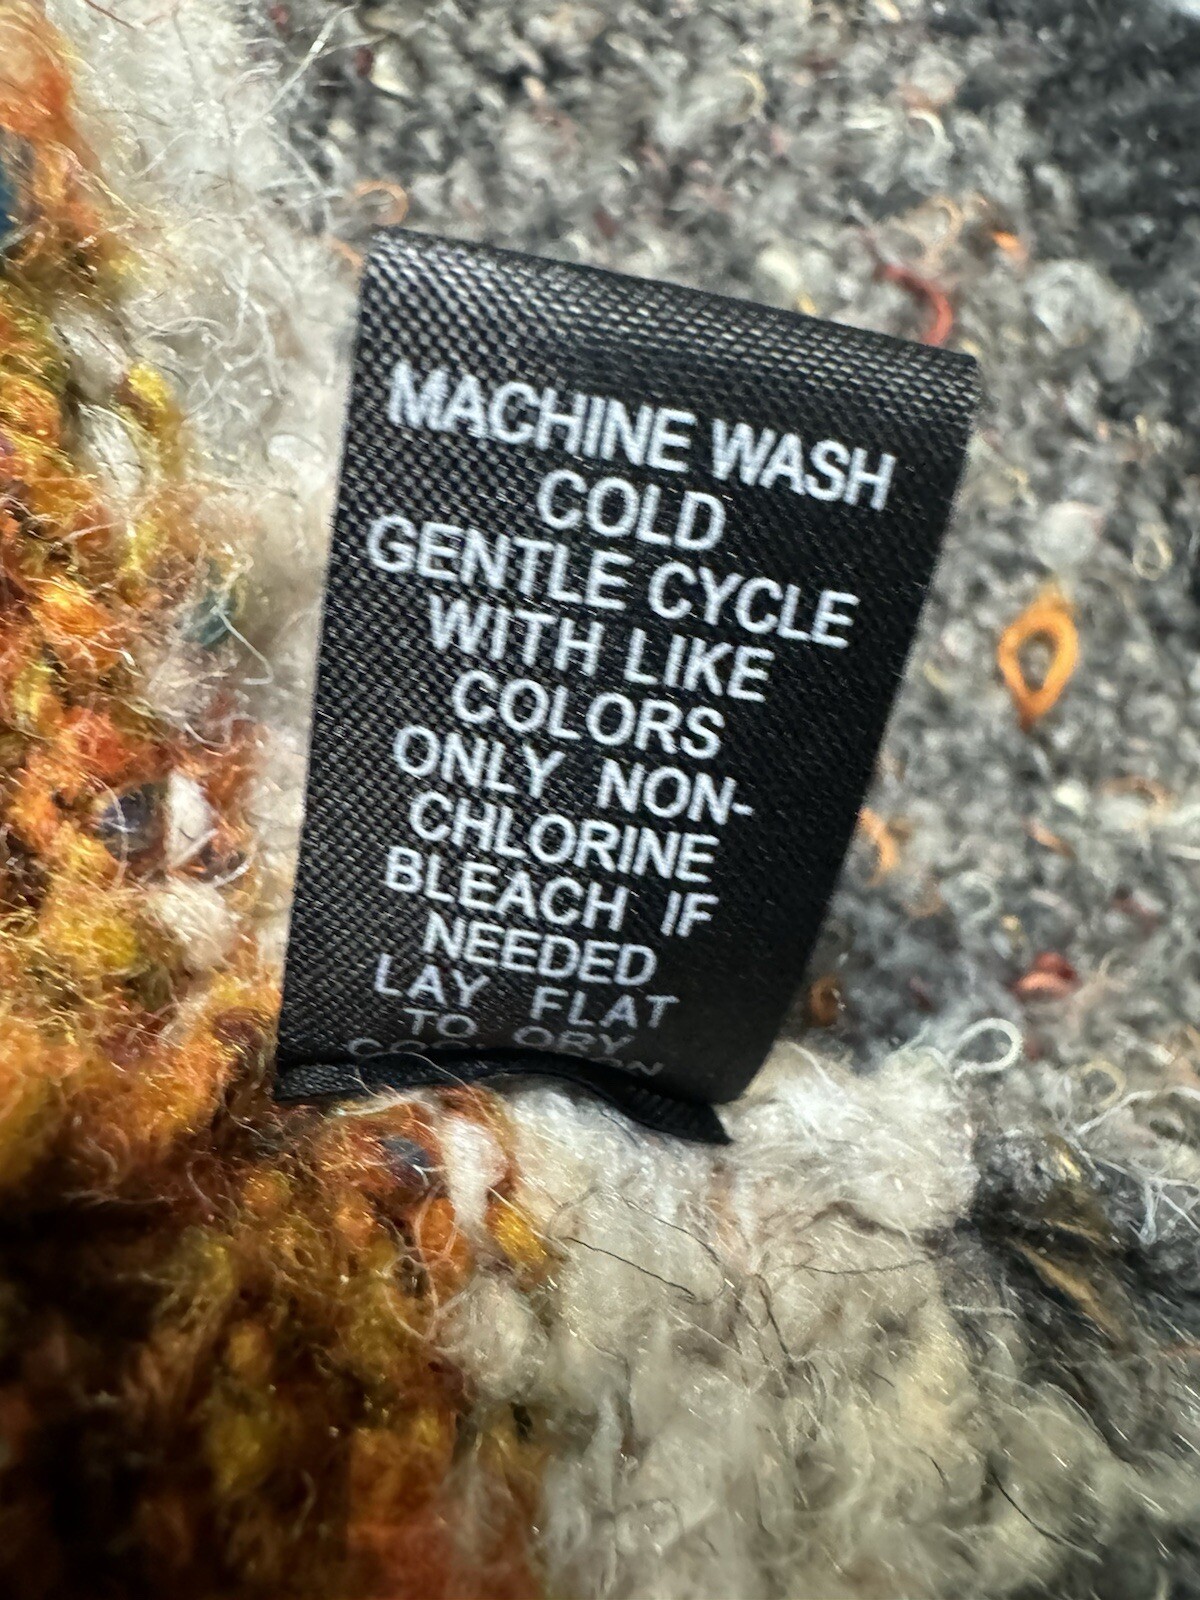 MACHINE WASH
COLD
GENTLE CYCLE
WITH LIKE
COLORS
ONLY NON-
CHLORINE
BLEACH IF
NEEDED
LAY FLAT
TO DRY